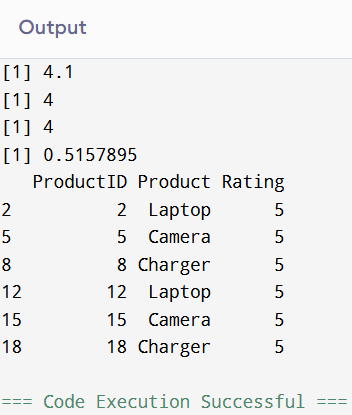 Output
[1] 4.1
[1] 4
[1] 4
[1] 0.5157895
   ProductID Product Rating
2          2  Laptop      5
5          5  Camera      5
8          8 Charger      5
12        12  Laptop      5
15        15  Camera      5
18        18 Charger      5
=== Code Execution Successful ===